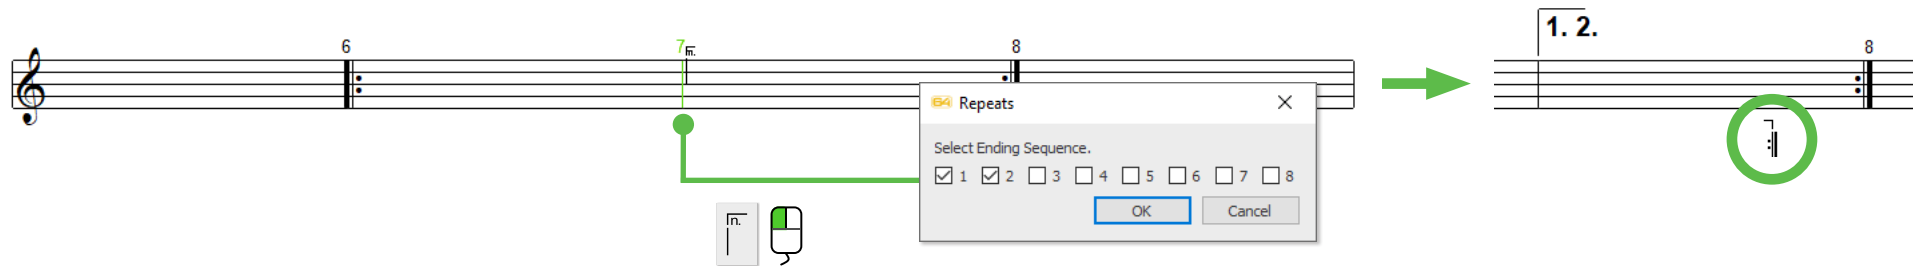 6 7 n. 8
1. 2.
8
64 Repeats
Select Ending Sequence.
1 2 3 4 5 6 7 8
OK Cancel
n.